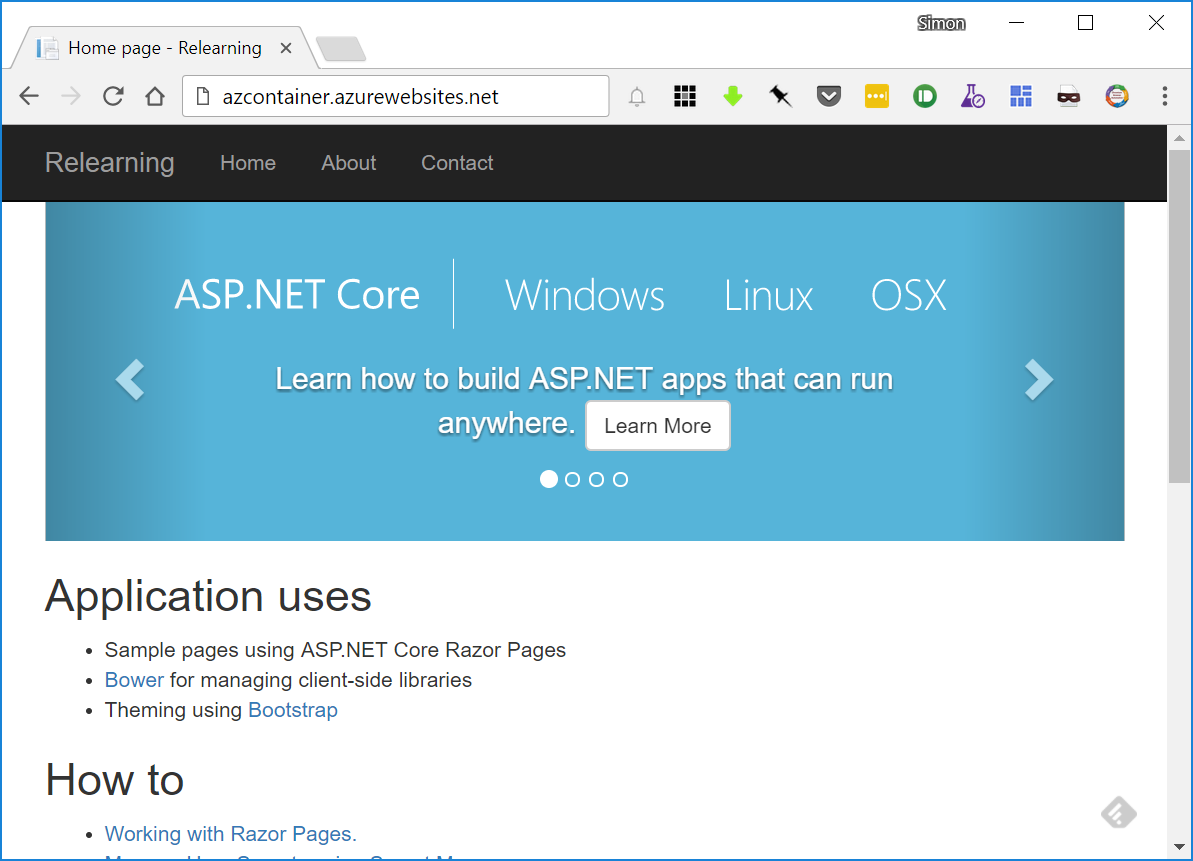 Simon
Home page - Relearning
azcontainer.azurewebsites.net
Relearning Home About Contact
ASP.NET Core Windows Linux OSX
Learn how to build ASP.NET apps that can run
anywhere. Learn More
Application uses
Sample pages using ASP.NET Core Razor Pages
Bower for managing client-side libraries
Theming using Bootstrap
How to
Working with Razor Pages.